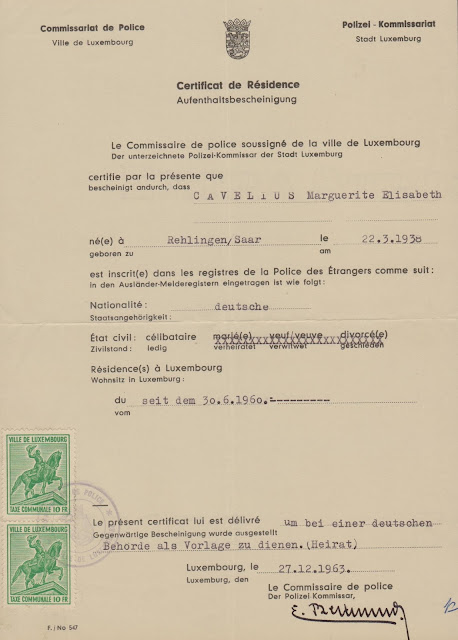 Commissariat de Police
Ville de Luxembourg
Polizei - Kommissariat
Stadt Luxemburg
Certificat de Résidence
Aufenthaltsbescheinigung
Le Commissaire de police soussigné de la ville de Luxembourg
Der unterzeichnete Polizei-Kommissar der Stadt Luxemburg
certifie par la présente que
bescheinigt andurch, dass
CAVELIUS Marguerite Elisabeth
né(e) à Rehlingen/Saar le 22.3.1938
geboren zu am
est inscrit(e) dans les registres de la Police des Étrangers comme suit:
in den Ausländer-Melderegistern eingetragen ist wie folgt:
Nationalité: deutsche
Staatsangehörigkeit:
État civil: célibataire marié(e) veuf/veuve divorcé(e)
Zivilstand: ledig verheiratet verwitwet geschieden
Résidence(s) à Luxembourg
Wohnsitz in Luxemburg:
du seit dem 30.6.1960.----------
vom
VILLE DE LUXEMBOURG
TAXE COMMUNALE 10 FR
VILLE DE LUXEMBOURG
TAXE COMMUNALE 10 FR
Le présent certificat lui est délivré um bei einer deutschen
Gegenwärtige Bescheinigung wurde ausgestellt
Behorde als Vorlage zu dienen.(Heirat)
Luxembourg, le 27.12.1963.
Luxemburg, den
Le Commissaire de police
Der Polizei-Kommissar,
F. i No 547